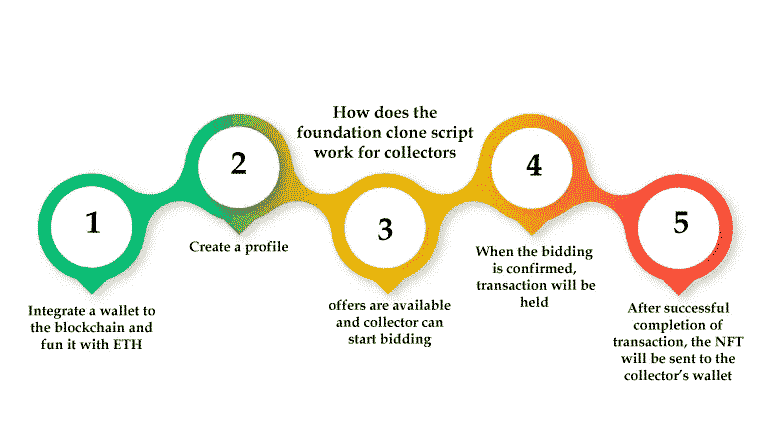 How does the
foundation clone script
work for collectors
1
Integrate a wallet to
the blockchain and
fun it with ETH
2
Create a profile
3
offers are available
and collector can
start bidding
4
When the bidding
is confirmed,
transaction will be
held
5
After successful
completion of
transaction, the NFT
will be sent to the
collector's wallet